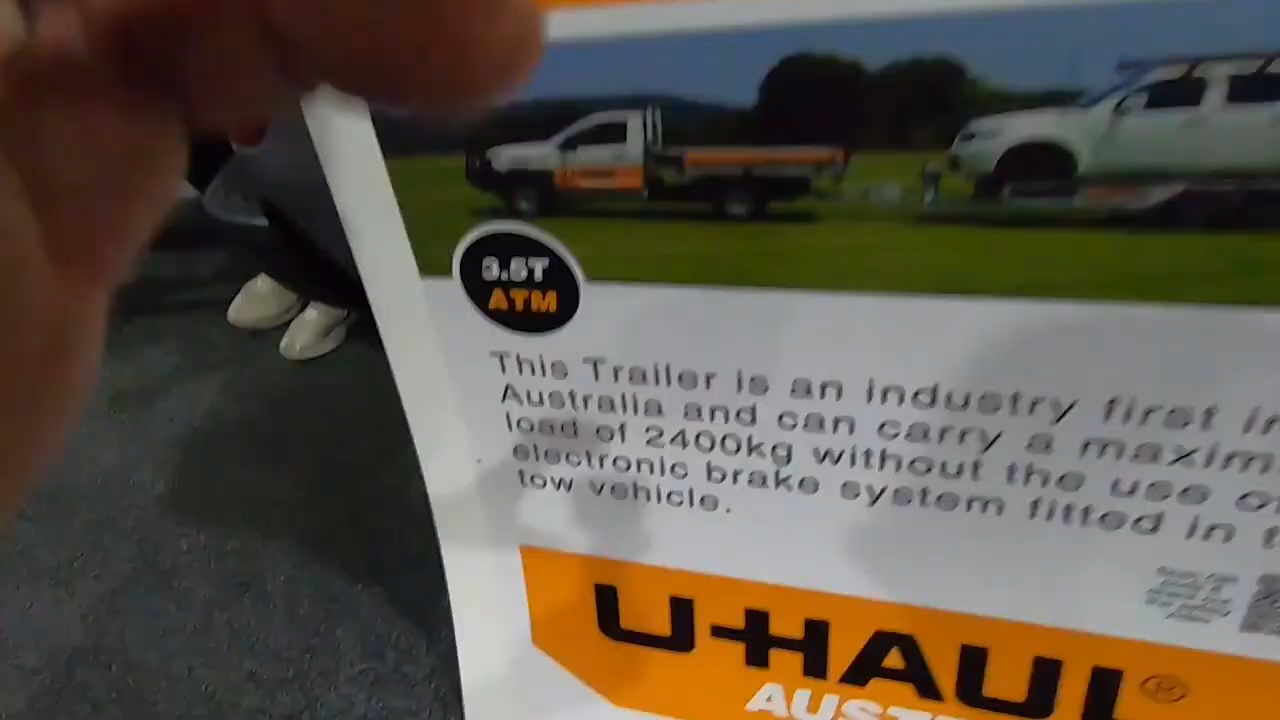 3.5T
ATM
This Trailer is an industry first in
Australia and can carry a maxim
load of 2400kg without the use o
electronic brake system fitted in t
tow vehicle.
U-HAUL®
AUST